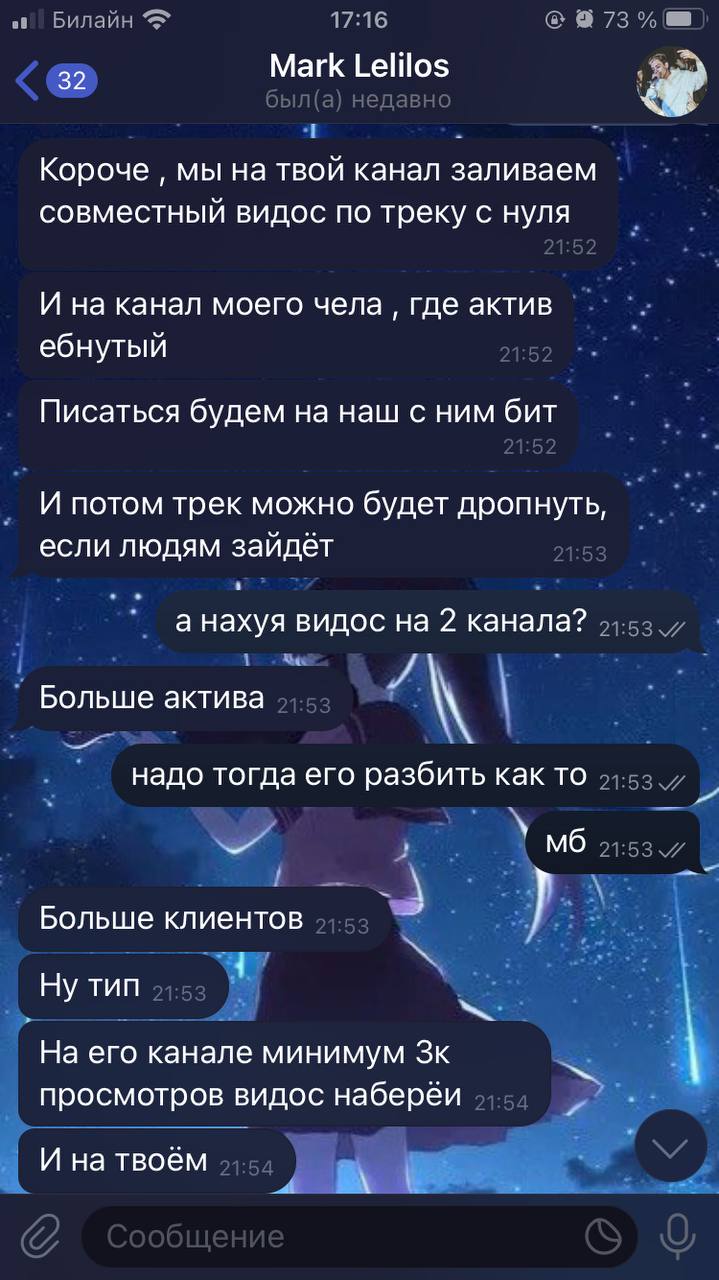 Билайн 17:16 73 %
32 Mark Lelilos
был(а) недавно
Короче , мы на твой канал заливаем
совместный видос по треку с нуля
21:52
И на канал моего чела , где актив
ебнутый 21:52
Писаться будем на наш с ним бит
21:52
И потом трек можно будет дропнуть,
если людям зайдёт 21:53
а нахуя видос на 2 канала? 21:53
Больше актива 21:53
надо тогда его разбить как то 21:53
мб 21:53
Больше клиентов 21:53
Ну тип 21:53
На его канале минимум 3к
просмотров видос наберёи 21:54
И на твоём 21:54
Сообщение